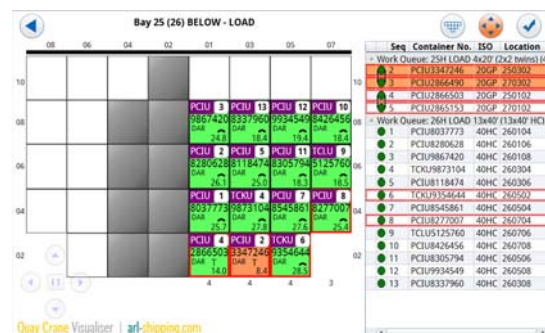 Bay 25 (26) BELOW - LOAD
08 06 04 02 01 03 05 07
Seq Container No. ISO Location
Work Queue: 25H LOAD 4x20' (2x2 twins) (4
2 PCIU3347246 20GP 250302
3 PCIU2866490 20GP 270302
4 PCIU2866503 20GP 250102
5 PCIU2865153 20GP 270102
Work Queue: 26H LOAD 13x40' (13x40' HC)
1 PCIU8037773 40HC 260104
2 PCIU8280628 40HC 260106
3 PCIU9867420 40HC 260108
4 TCKU9873104 40HC 260304
5 PCIU8118474 40HC 260306
6 TCKU9354644 40HC 260502
7 PCIU8545861 40HC 260504
8 PCIU8277007 40HC 260704
9 TCLU5125760 40HC 260706
10 PCIU8426456 40HC 260708
11 PCIU8305794 40HC 260506
12 PCIU9934549 40HC 260508
13 PCIU8337960 40HC 260308
10 10
08 08
PCIU 3 PCIU 13 PCIU 12 PCIU 10
9867420 8337960 9934549 8426456
DAR DAR DAR DAR
24.8 18.4 19.4 18.4
06 06
PCIU 2 PCIU 5 PCIU 11 TCLU 9
8280628 8118474 8305794 5125760
DAR DAR DAR DAR
26.1 25.0 18.3 18.5
04 04
PCIU 1 TCKU 4 PCIU 7 PCIU 8
8037773 9873104 8545861 8277007
DAR DAR DAR DAR
25.7 27.8 27.6 25.4
02 02
PCIU 4 PCIU 2 TCKU 6
2866503 3347246 9354644
DAR T DAR T DAR
14.0 8.4 28.5
4 4 4 3
Quay Crane Visualiser | arl-shipping.com